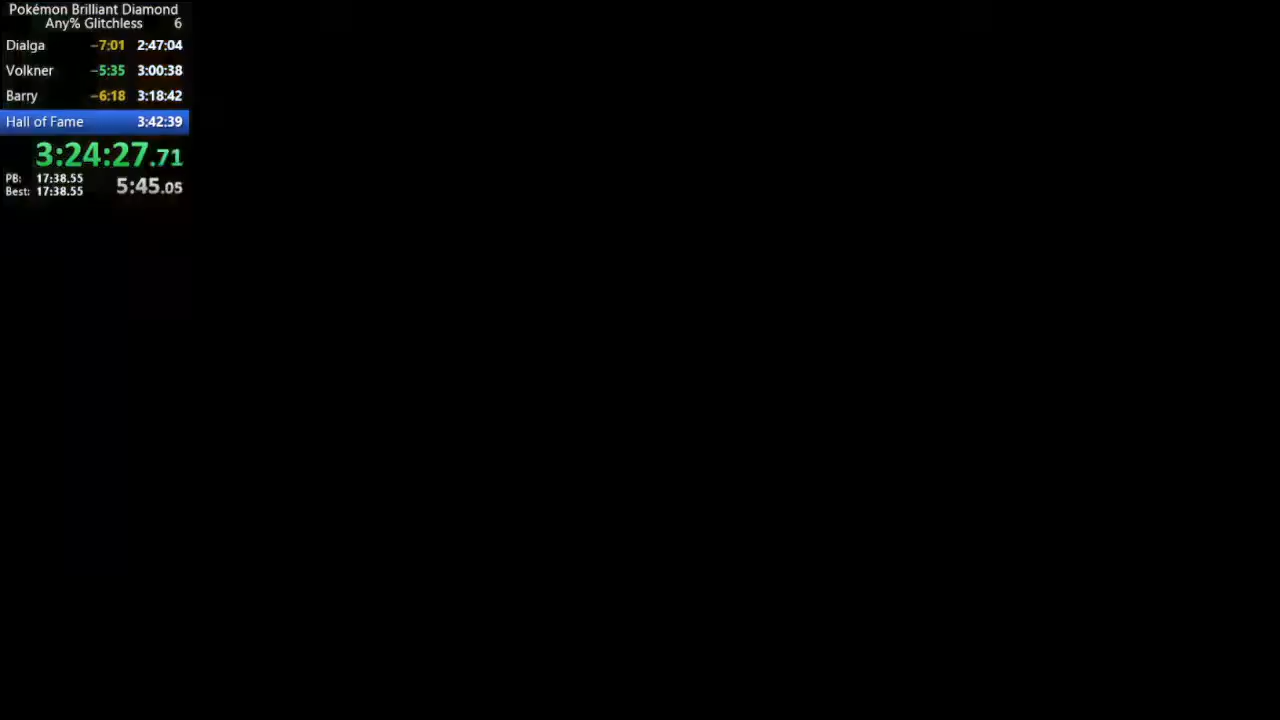 Pokémon Brilliant Diamond
Any% Glitchless 6
Dialga -7:01 2:47:04
Volkner -5:35 3:00:38
Barry -6:18 3:18:42
Hall of Fame 3:42:39
3:24:27.71
PB: 17:38.55 5:45.05
Best: 17:38.55